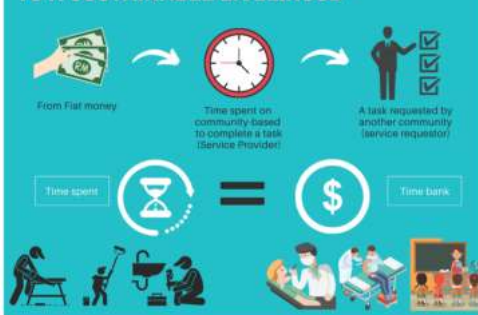 From Fiat money
Time spent on
community-based
to complete a task
(Service Provider)
A task requested by
another community
(service requestor)
Time spent
$
Time bank